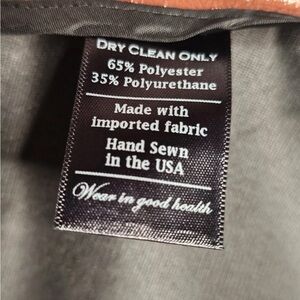 DRY CLEAN ONLY
65% Polyester
35% Polyurethane
Made with
imported fabric
Hand Sewn
in the USA
Wear in good health